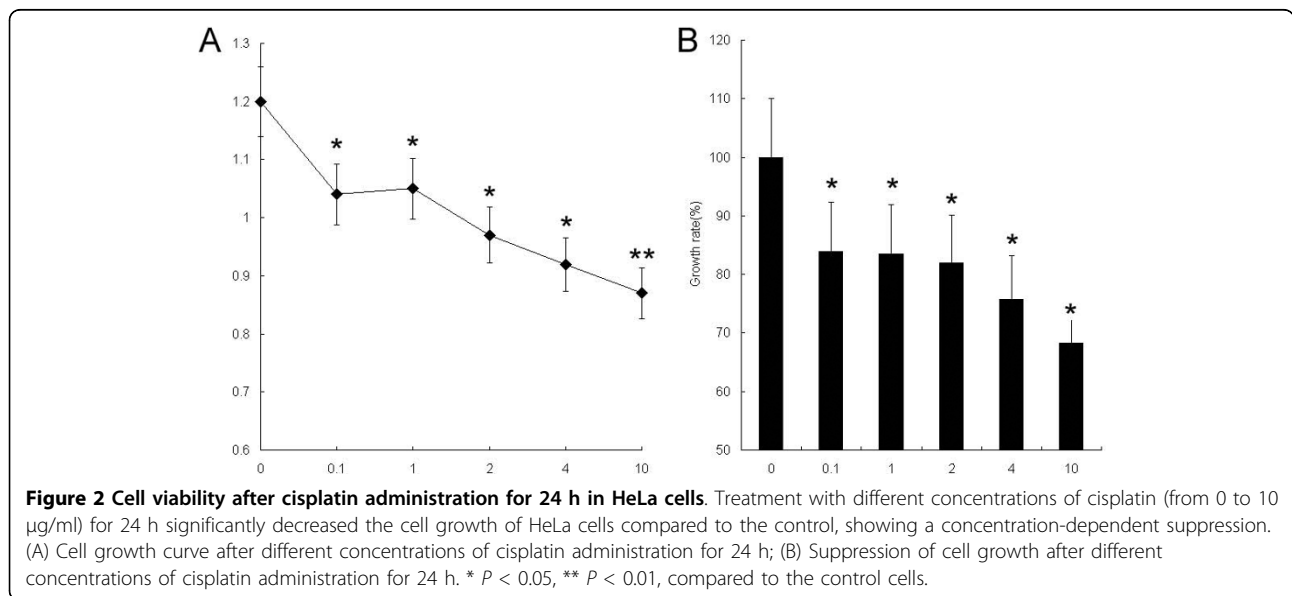 A
1.3
1.2
1.1
1
0.9
0.8
0.7
0.6
* * * * **
0 0.1 1 2 4 10
B
120
110
100
90
80
70
60
50
Growth rate(%)
* * * * *
0 0.1 1 2 4 10
Figure 2 Cell viability after cisplatin administration for 24 h in HeLa cells. Treatment with different concentrations of cisplatin (from 0 to 10
μg/ml) for 24 h significantly decreased the cell growth of HeLa cells compared to the control, showing a concentration-dependent suppression.
(A) Cell growth curve after different concentrations of cisplatin administration for 24 h; (B) Suppression of cell growth after different
concentrations of cisplatin administration for 24 h. * P < 0.05, ** P < 0.01, compared to the control cells.